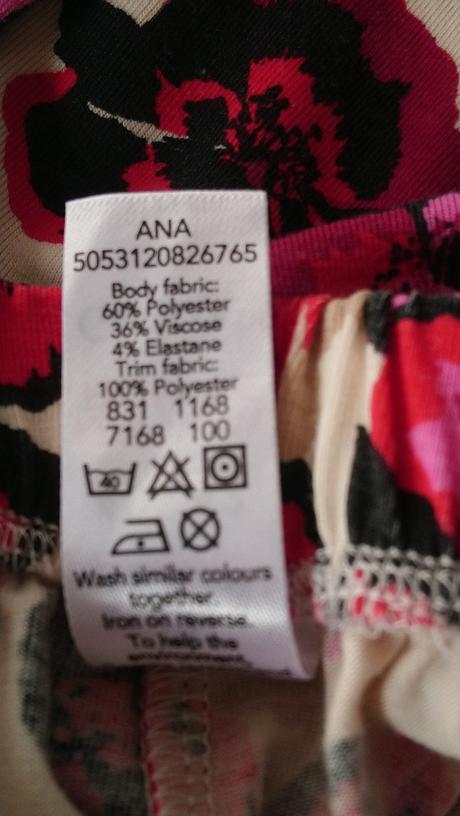 ANA
5053120826765
Body fabric:
60% Polyester
36% Viscose
4% Elastane
Trim fabric:
100% Polyester
831 1168
7168 100
40
Wash similar colours
together.
Iron on reverse.
To help the
environment